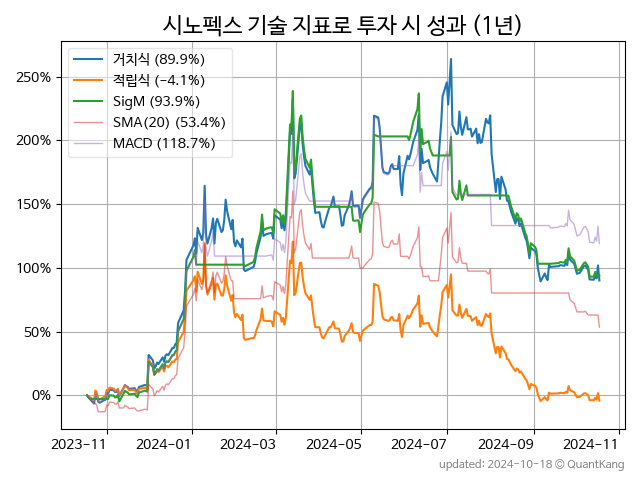 시노펙스 기술 지표로 투자 시 성과 (1년)
거치식 (89.9%)
적립식 (−4.1%)
SigM (93.9%)
SMA(20) (53.4%)
MACD (118.7%)
250%
200%
150%
100%
50%
0%
2023-11 2024-01 2024-03 2024-05 2024-07 2024-09 2024-11
updated: 2024-10-18 © QuantKang